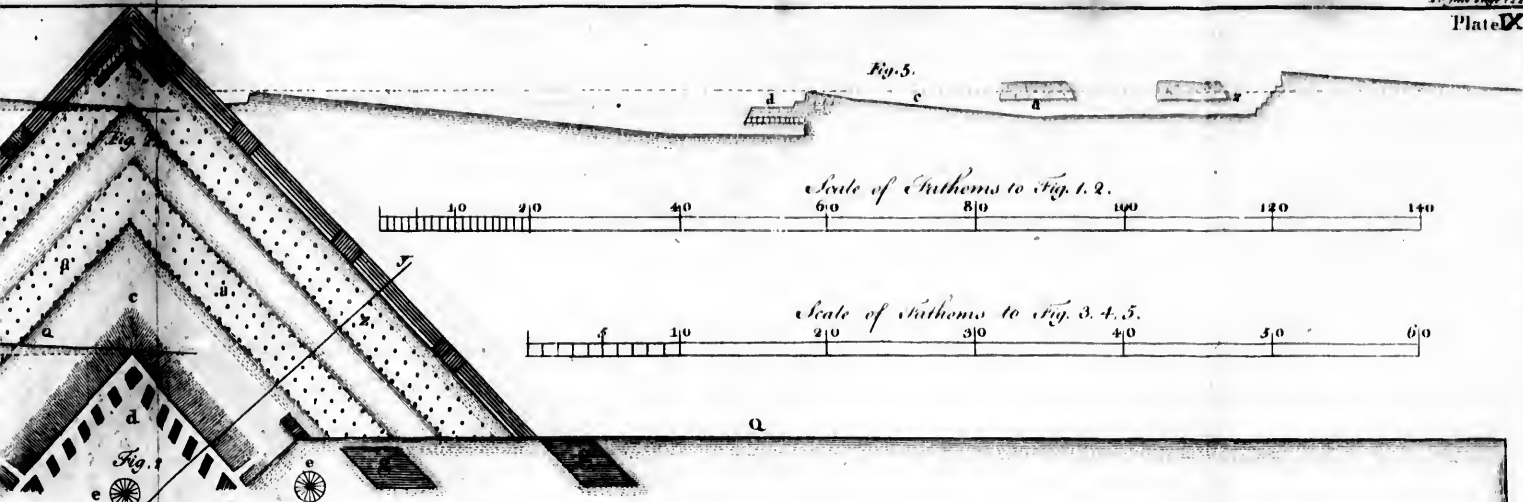 Plate IX
Fig. 5.
d
c
a
z
Fig.
Scale of Fathoms to Fig. 1. 2.
10 20 40 60 80 100 120 140
y
a
a
z
c
Scale of Fathoms to Fig. 3. 4. 5.
5 10 20 30 40 50 60
a
d
Q
Fig. 2
e
e